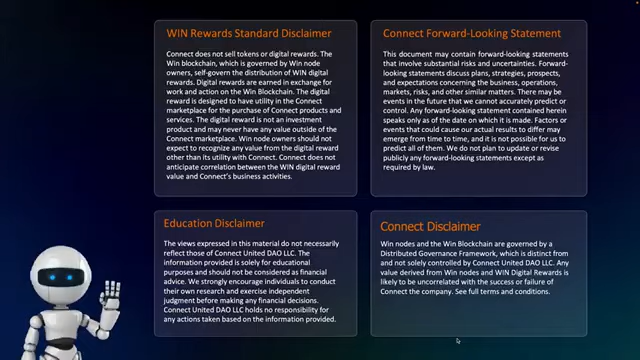 WIN Rewards Standard Disclaimer
Connect does not sell tokens or digital rewards. The
Win blockchain, which is governed by Win node
owners, self-govern the distribution of WIN digital
rewards. Digital rewards are earned in exchange for
work and action on the Win Blockchain. The digital
reward is designed to have utility in the Connect
marketplace for the purchase of Connect products and
services. The digital reward is not an investment
product and may never have any value outside of the
Connect marketplace. Win node owners should not
expect to recognize any value from the digital reward
other than its utility with Connect. Connect does not
anticipate correlation between the WIN digital reward
value and Connect's business activities.
Connect Forward-Looking Statement
This document may contain forward-looking statements
that involve substantial risks and uncertainties. Forward-
looking statements discuss plans, strategies, prospects,
and expectations concerning the business, operations,
markets, risks, and other similar matters. There may be
events in the future that we cannot accurately predict or
control. Any forward-looking statement contained herein
speaks only as of the date on which it is made. Factors or
events that could cause our actual results to differ may
emerge from time to time, and it is not possible for us to
predict all of them. We do not plan to update or revise
publicly any forward-looking statements except as
required by law.
Education Disclaimer
The views expressed in this material do not necessarily
reflect those of Connect United DAO LLC. The
information provided is solely for educational
purposes and should not be considered as financial
advice. We strongly encourage individuals to conduct
their own research and exercise independent
judgment before making any financial decisions.
Connect United DAO LLC holds no responsibility for
any actions taken based on the information provided.
Connect Disclaimer
Win nodes and the Win Blockchain are governed by a
Distributed Governance Framework, which is distinct from
and not solely controlled by Connect United DAO LLC. Any
value derived from Win nodes and WIN Digital Rewards is
likely to be uncorrelated with the success or failure of
Connect the company. See full terms and conditions.